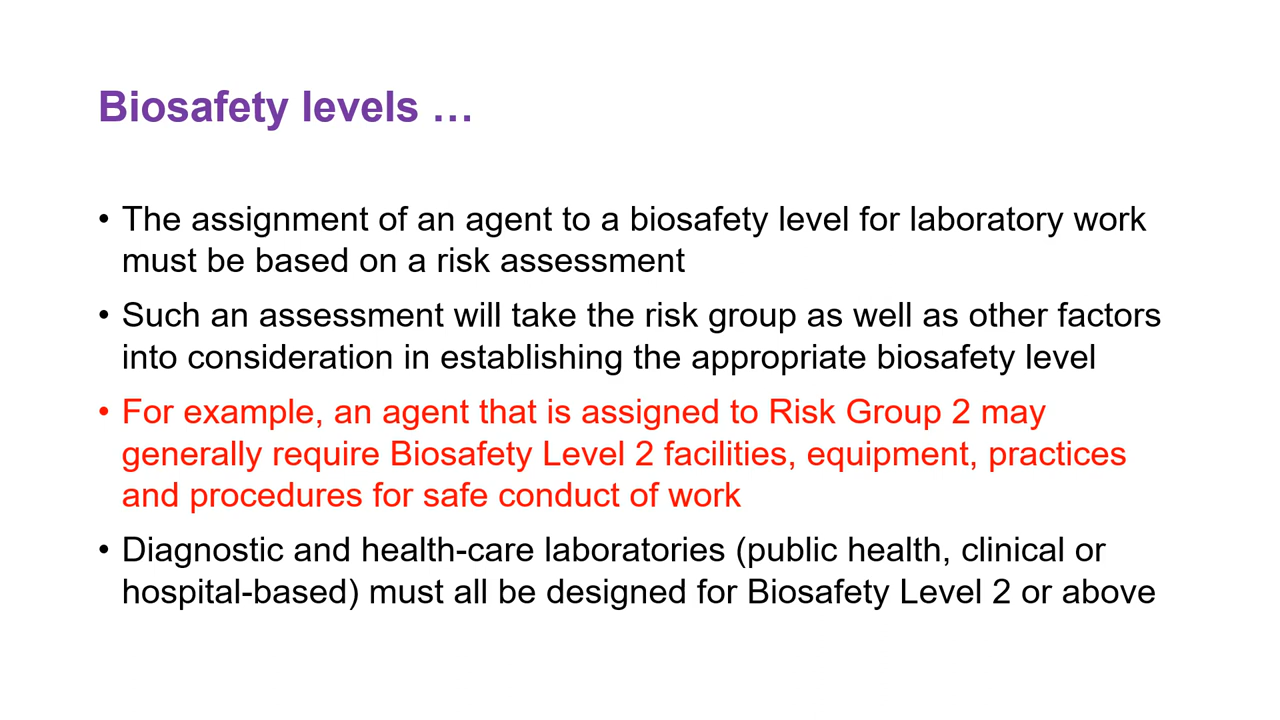 Biosafety levels …
• The assignment of an agent to a biosafety level for laboratory work
must be based on a risk assessment
• Such an assessment will take the risk group as well as other factors
into consideration in establishing the appropriate biosafety level
• For example, an agent that is assigned to Risk Group 2 may
generally require Biosafety Level 2 facilities, equipment, practices
and procedures for safe conduct of work
• Diagnostic and health-care laboratories (public health, clinical or
hospital-based) must all be designed for Biosafety Level 2 or above